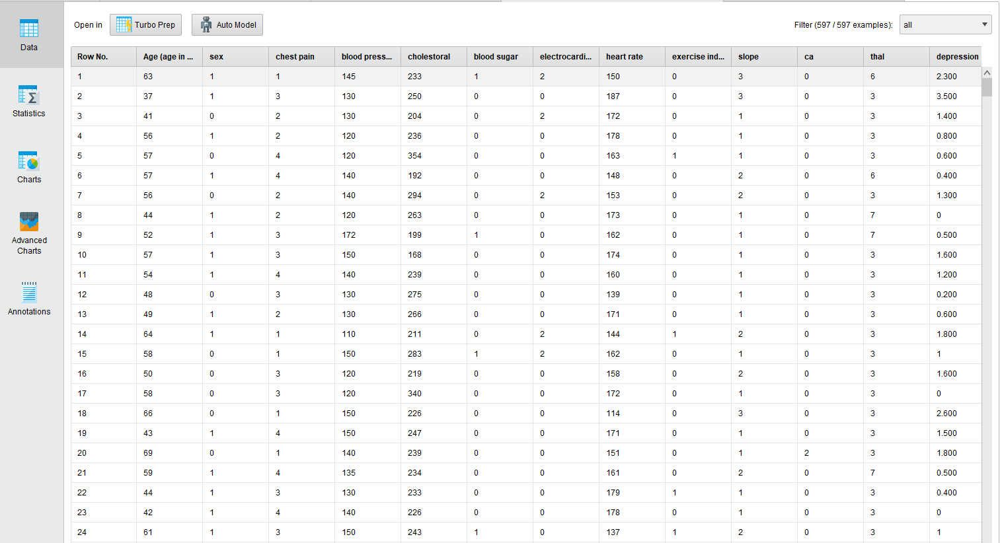 Open in Turbo Prep Auto Model Filter (597 / 597 examples): all
Data
Statistics
Charts
Advanced
Charts
Annotations
Row No. Age (age in ... sex chest pain blood press... cholestoral blood sugar electrocardi... heart rate exercise ind... slope ca thal depression
1 63 1 1 145 233 1 2 150 0 3 0 6 2.300
2 37 1 3 130 250 0 0 187 0 3 0 3 3.500
3 41 0 2 130 204 0 2 172 0 1 0 3 1.400
4 56 1 2 120 236 0 0 178 0 1 0 3 0.800
5 57 0 4 120 354 0 0 163 1 1 0 3 0.600
6 57 1 4 140 192 0 0 148 0 2 0 6 0.400
7 56 0 2 140 294 0 2 153 0 2 0 3 1.300
8 44 1 2 120 263 0 0 173 0 1 0 7 0
9 52 1 3 172 199 1 0 162 0 1 0 7 0.500
10 57 1 3 150 168 0 0 174 0 1 0 3 1.600
11 54 1 4 140 239 0 0 160 0 1 0 3 1.200
12 48 0 3 130 275 0 0 139 0 1 0 3 0.200
13 49 1 2 130 266 0 0 171 0 1 0 3 0.600
14 64 1 1 110 211 0 2 144 1 2 0 3 1.800
15 58 0 1 150 283 1 2 162 0 1 0 3 1
16 50 0 3 120 219 0 0 158 0 2 0 3 1.600
17 58 0 3 120 340 0 0 172 0 1 0 3 0
18 66 0 1 150 226 0 0 114 0 3 0 3 2.600
19 43 1 4 150 247 0 0 171 0 1 0 3 1.500
20 69 0 1 140 239 0 0 151 0 1 2 3 1.800
21 59 1 4 135 234 0 0 161 0 2 0 7 0.500
22 44 1 3 130 233 0 0 179 1 1 0 3 0.400
23 42 1 4 140 226 0 0 178 0 1 0 3 0
24 61 1 3 150 243 1 0 137 1 2 0 3 1